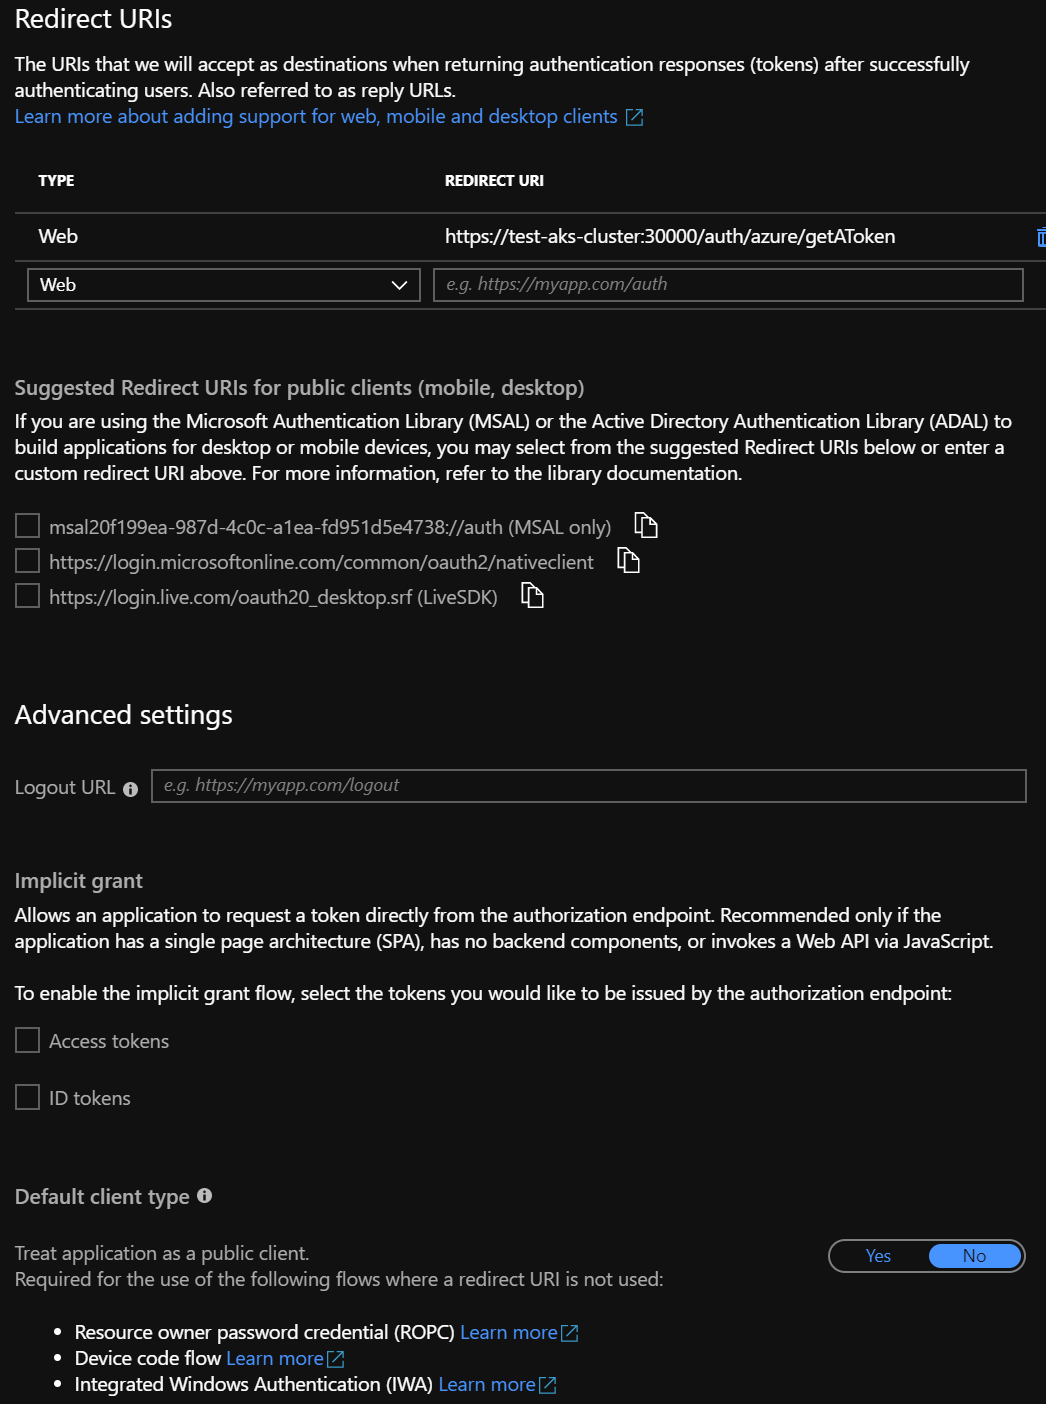 Redirect URIs
The URIs that we will accept as destinations when returning authentication responses (tokens) after successfully
authenticating users. Also referred to as reply URLs.
Learn more about adding support for web, mobile and desktop clients
TYPE REDIRECT URI
Web https://test-aks-cluster:30000/auth/azure/getAToken
Web e.g. https://myapp.com/auth
Suggested Redirect URIs for public clients (mobile, desktop)
If you are using the Microsoft Authentication Library (MSAL) or the Active Directory Authentication Library (ADAL) to
build applications for desktop or mobile devices, you may select from the suggested Redirect URIs below or enter a
custom redirect URI above. For more information, refer to the library documentation.
msal20f199ea-987d-4c0c-a1ea-fd951d5e4738://auth (MSAL only)
https://login.microsoftonline.com/common/oauth2/nativeclient
https://login.live.com/oauth20_desktop.srf (LiveSDK)
Advanced settings
Logout URL e.g. https://myapp.com/logout
Implicit grant
Allows an application to request a token directly from the authorization endpoint. Recommended only if the
application has a single page architecture (SPA), has no backend components, or invokes a Web API via JavaScript.
To enable the implicit grant flow, select the tokens you would like to be issued by the authorization endpoint:
Access tokens
ID tokens
Default client type
Treat application as a public client. Yes No
Required for the use of the following flows where a redirect URI is not used:
• Resource owner password credential (ROPC) Learn more
• Device code flow Learn more
• Integrated Windows Authentication (IWA) Learn more